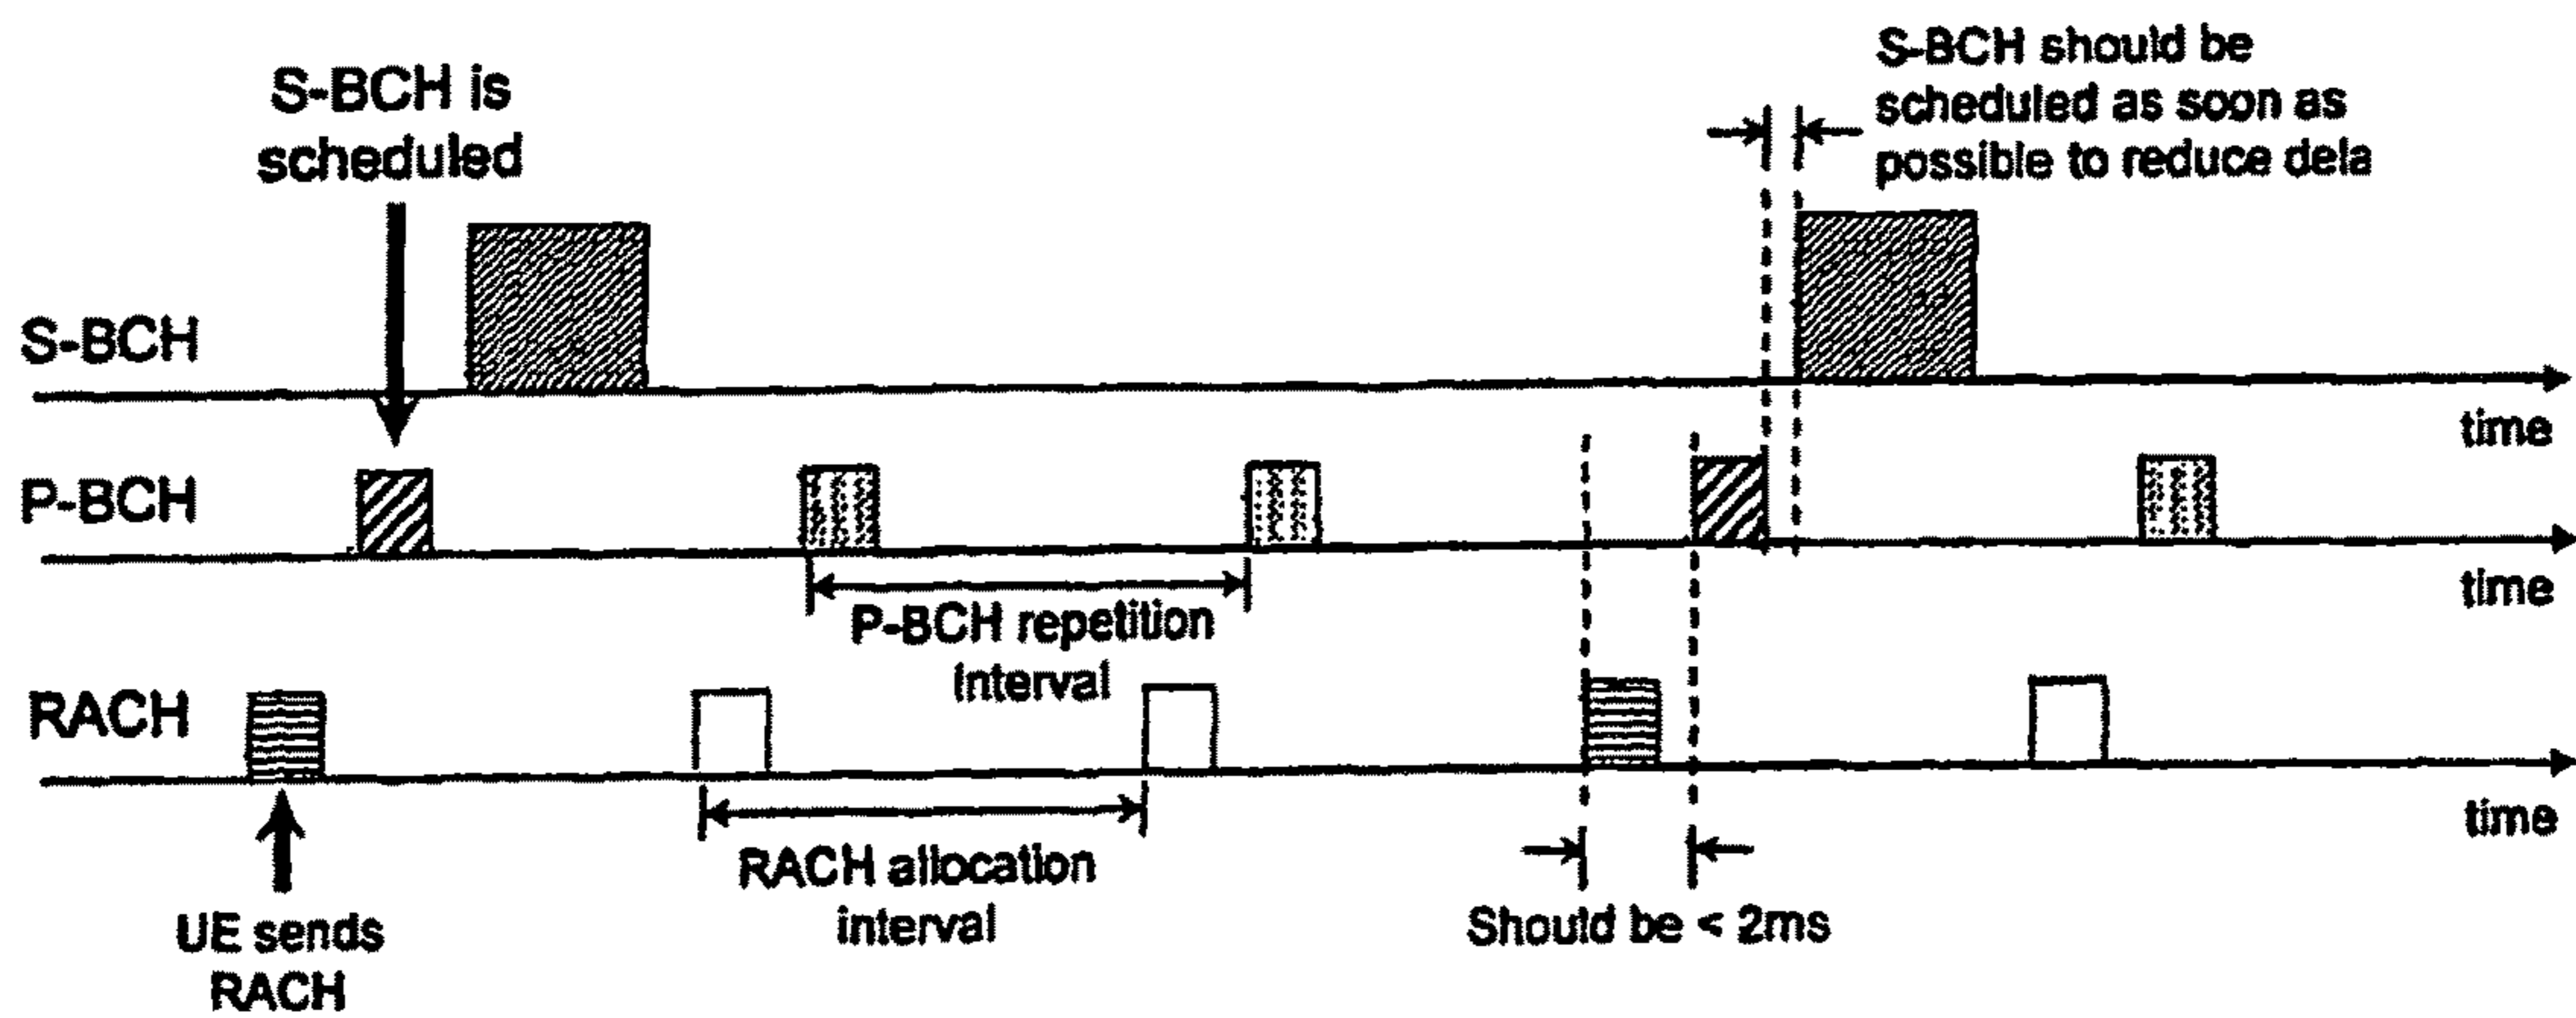 S-BCH is
scheduled
S-BCH should be
scheduled as soon as
possible to reduce dela
S-BCH
time
P-BCH
time
P-BCH repetition
interval
RACH
time
RACH allocation
interval
Should be < 2ms
UE sends
RACH